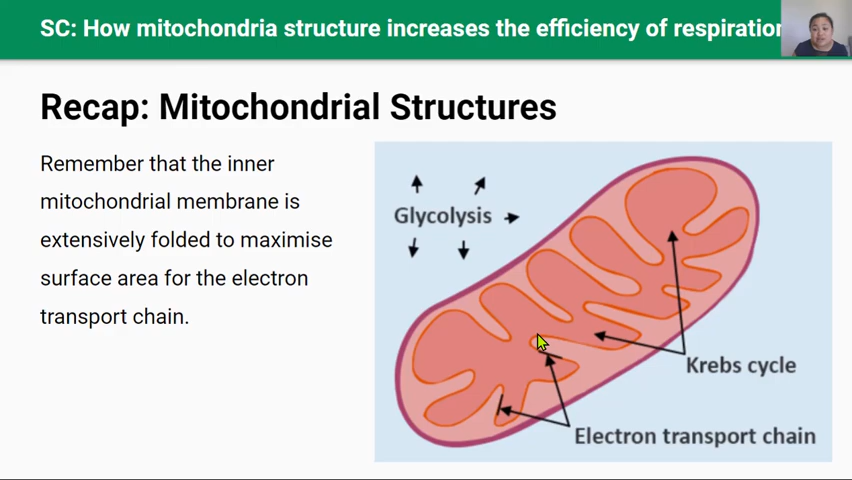 SC: How mitochondria structure increases the efficiency of respiration
Recap: Mitochondrial Structures
Remember that the inner
mitochondrial membrane is
extensively folded to maximise
surface area for the electron
transport chain.
Glycolysis
Krebs cycle
Electron transport chain